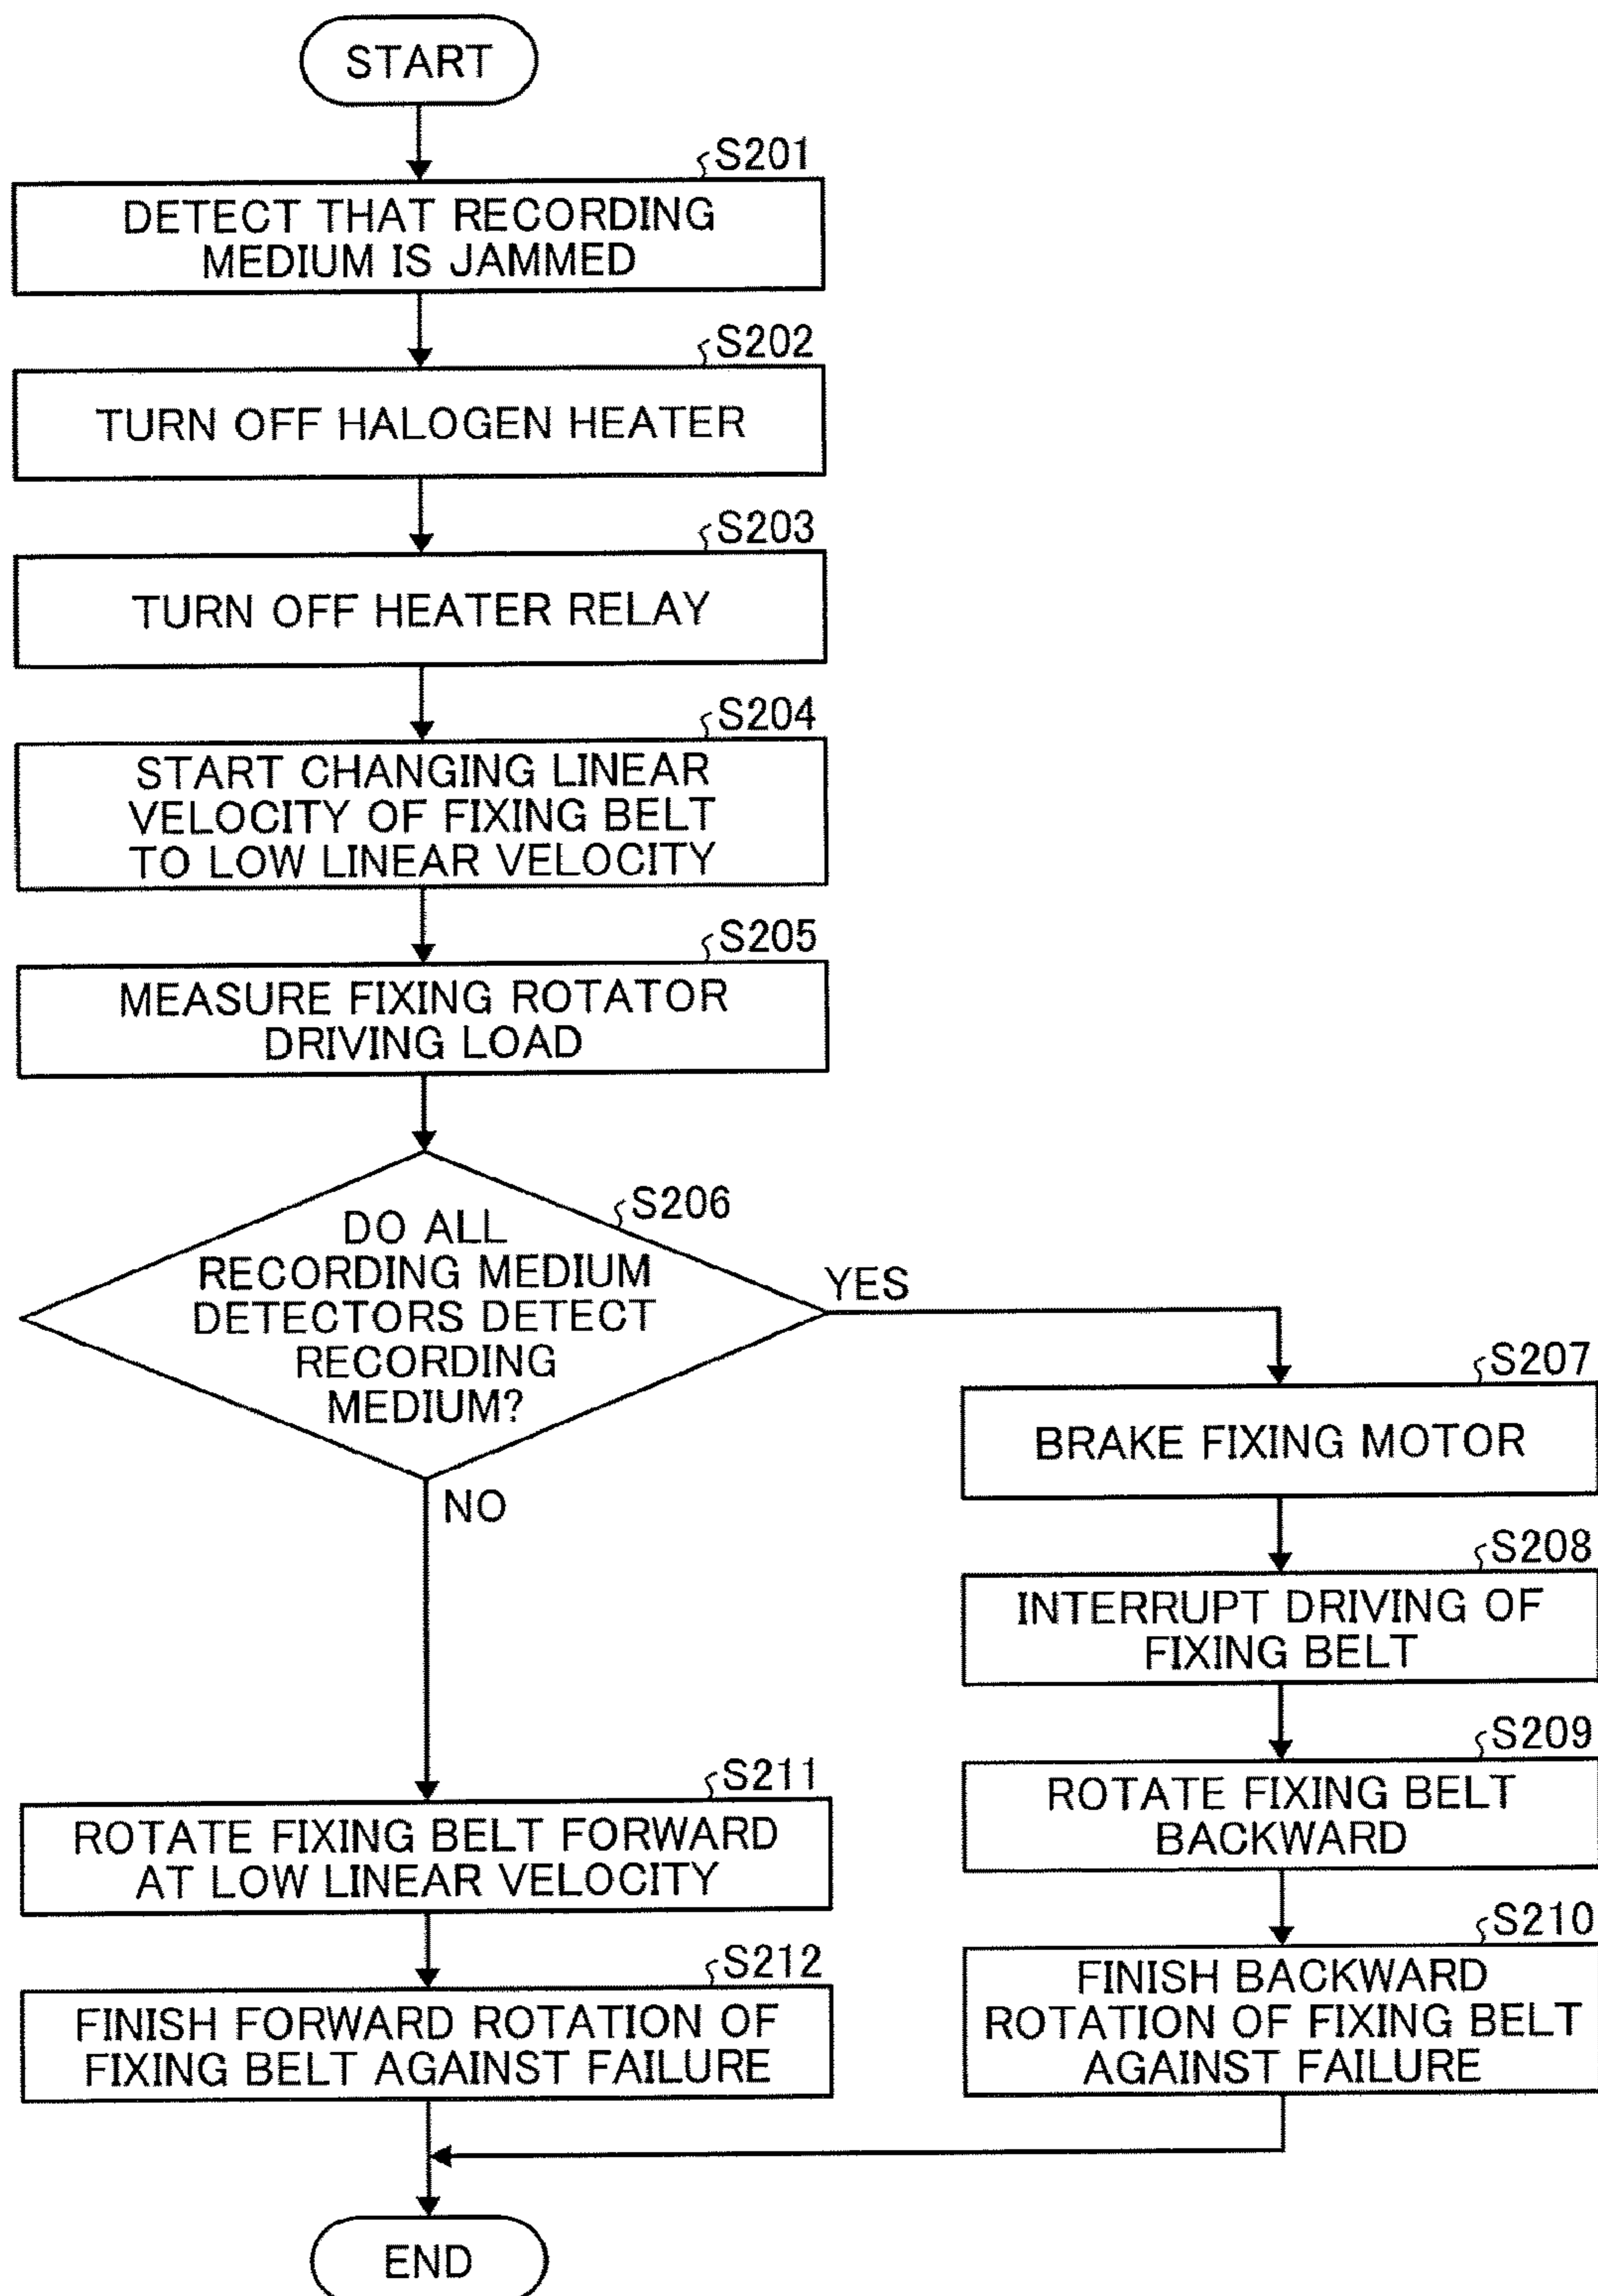 START
S201
DETECT THAT RECORDING
MEDIUM IS JAMMED
S202
TURN OFF HALOGEN HEATER
S203
TURN OFF HEATER RELAY
S204
START CHANGING LINEAR
VELOCITY OF FIXING BELT
TO LOW LINEAR VELOCITY
S205
MEASURE FIXING ROTATOR
DRIVING LOAD
S206
DO ALL
RECORDING MEDIUM
DETECTORS DETECT
RECORDING
MEDIUM?
YES
S207
BRAKE FIXING MOTOR
S208
INTERRUPT DRIVING OF
FIXING BELT
S209
ROTATE FIXING BELT
BACKWARD
S210
FINISH BACKWARD
ROTATION OF FIXING BELT
AGAINST FAILURE
NO
S211
ROTATE FIXING BELT FORWARD
AT LOW LINEAR VELOCITY
S212
FINISH FORWARD ROTATION OF
FIXING BELT AGAINST FAILURE
END